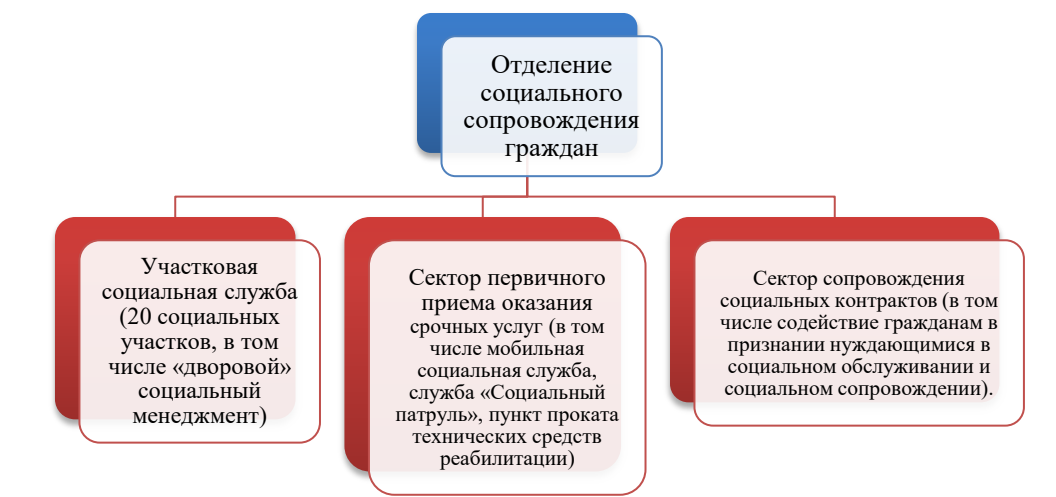 Отделение
социального
сопровождения
граждан
Участковая
социальная служба
(20 социальных
участков, в том
числе «дворовой»
социальный
менеджмент)
Сектор первичного
приема оказания
срочных услуг (в том
числе мобильная
социальная служба,
служба «Социальный
патруль», пункт проката
технических средств
реабилитации)
Сектор сопровождения
социальных контрактов (в том
числе содействие гражданам в
признании нуждающимися в
социальном обслуживании и
социальном сопровождении).